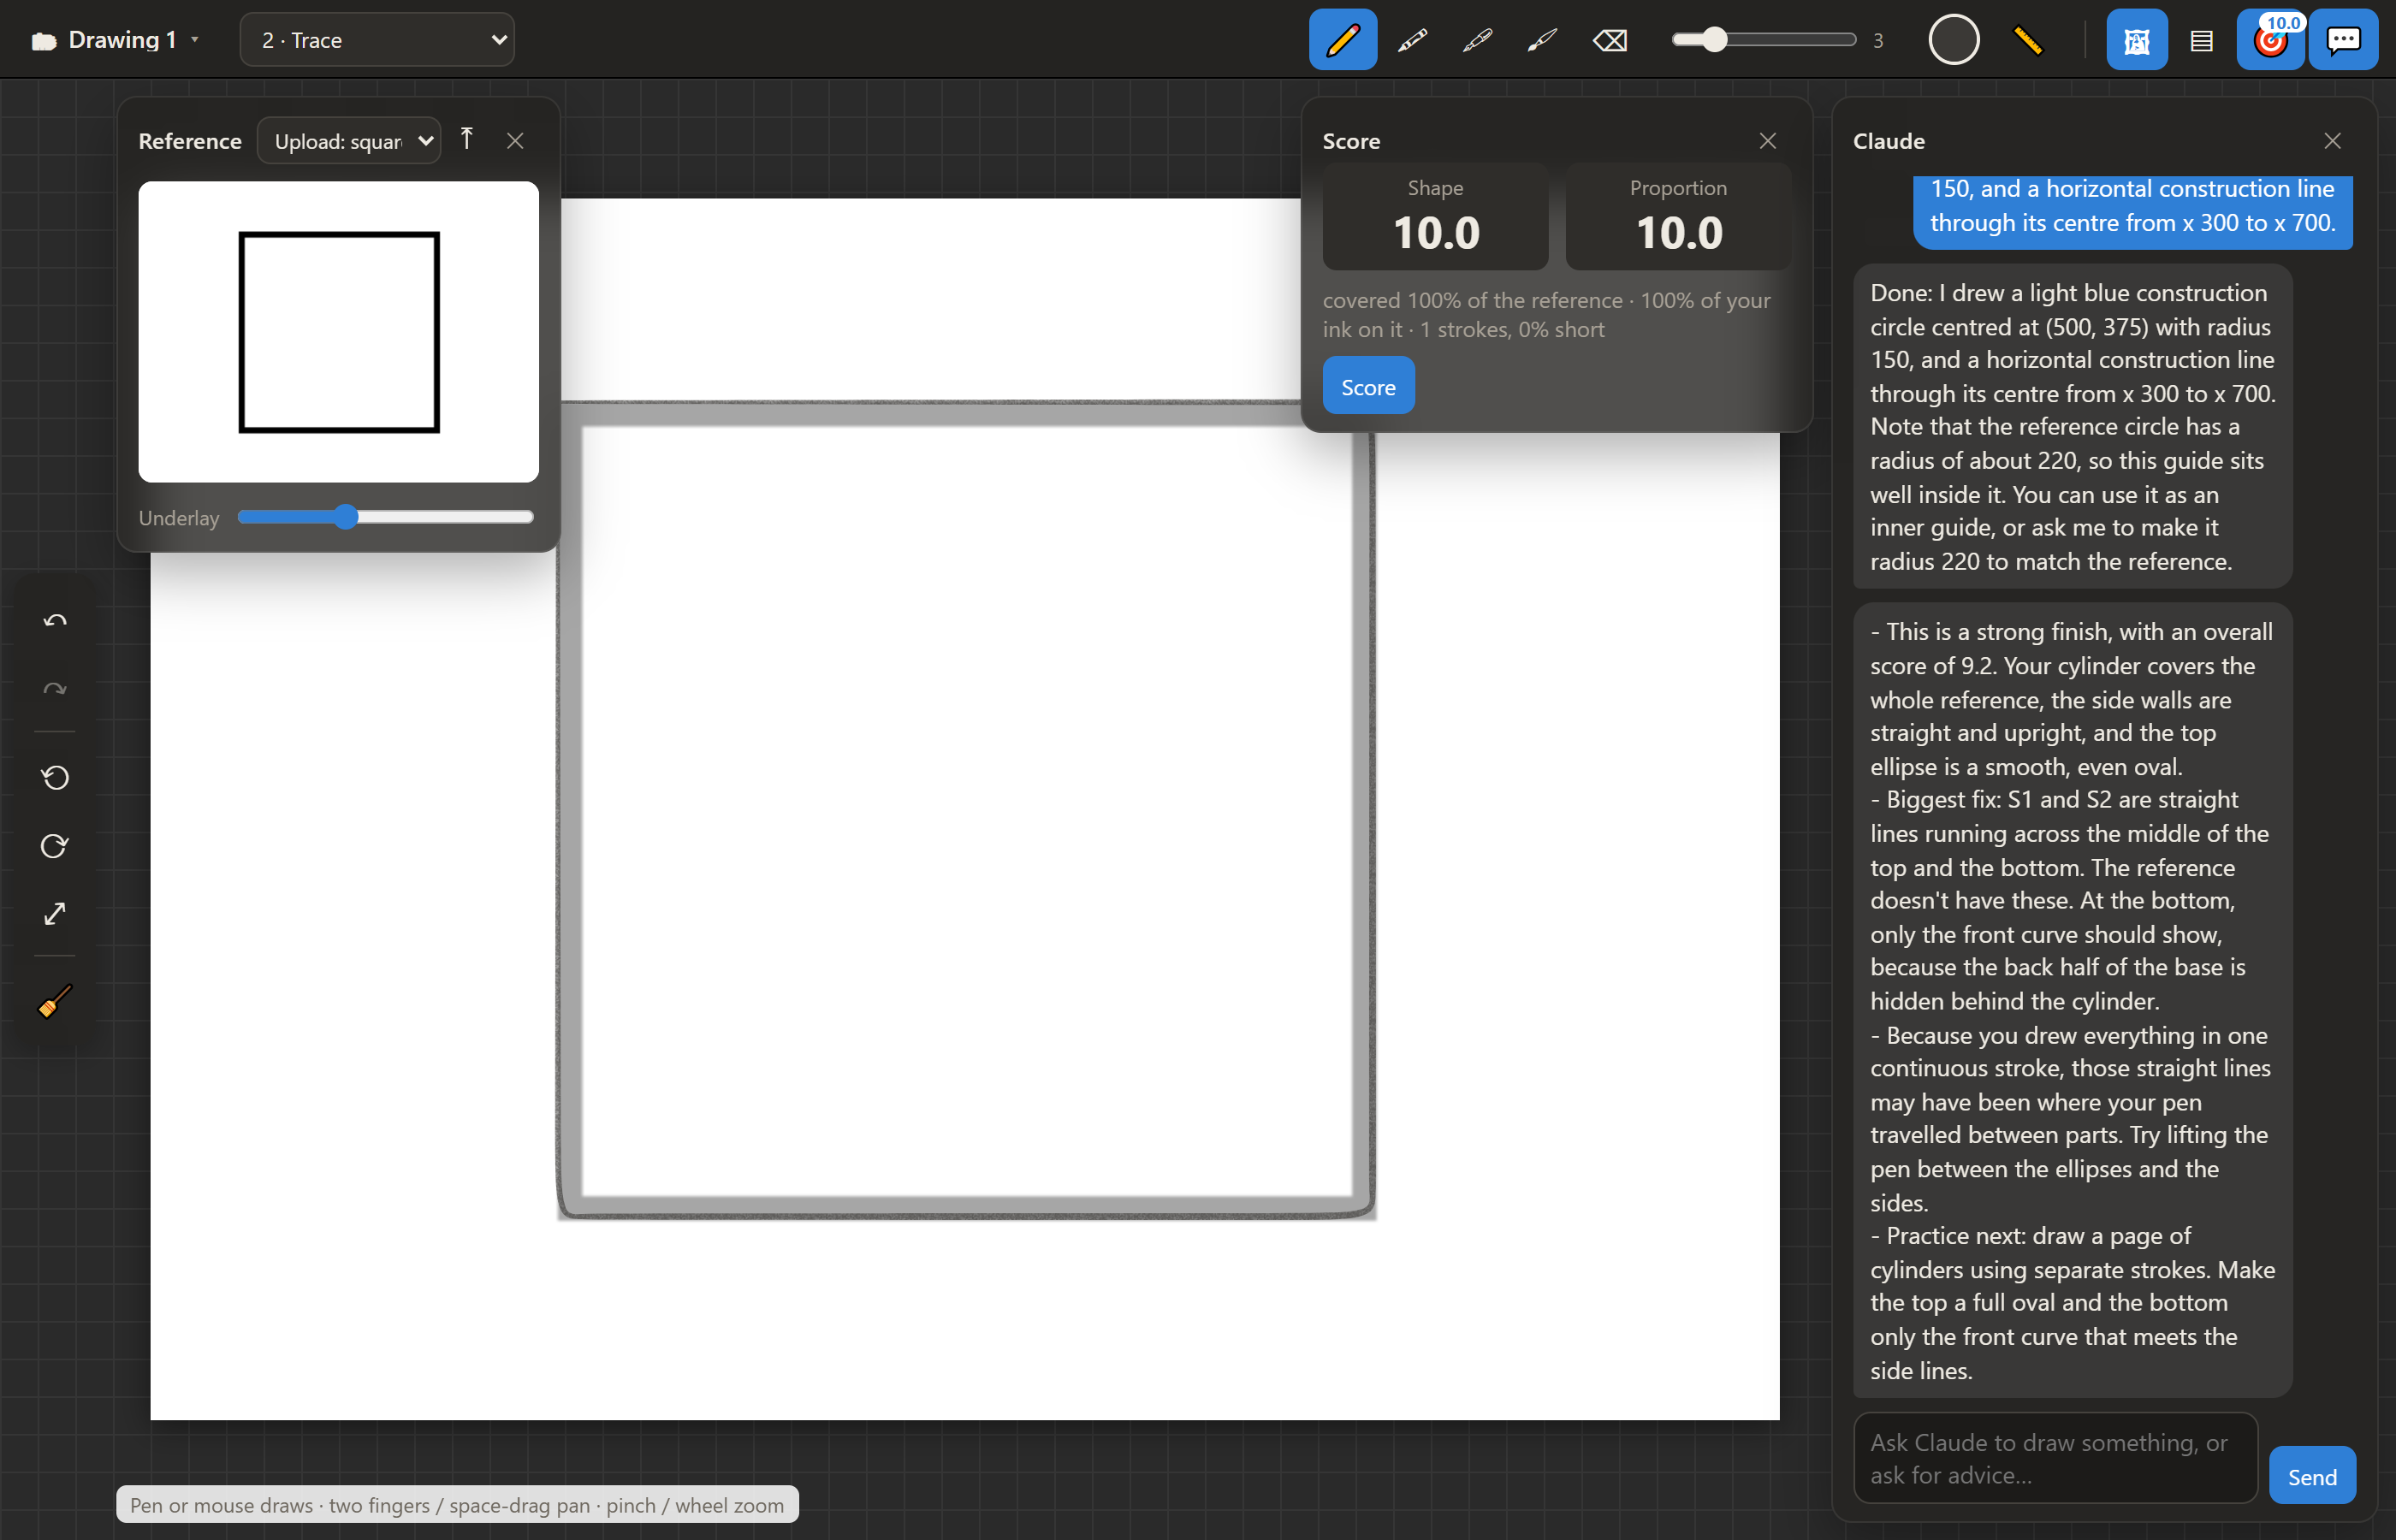 Drawing 1
2 · Trace
3
10.0
Reference
Upload: squar
Underlay
Score
Shape
Proportion
10.0
10.0
covered 100% of the reference · 100% of your
ink on it · 1 strokes, 0% short
Score
Claude
150, and a horizontal construction line
through its centre from x 300 to x 700.
Done: I drew a light blue construction
circle centred at (500, 375) with radius
150, and a horizontal construction line
through its centre from x 300 to x 700.
Note that the reference circle has a
radius of about 220, so this guide sits
well inside it. You can use it as an
inner guide, or ask me to make it
radius 220 to match the reference.
- This is a strong finish, with an overall
score of 9.2. Your cylinder covers the
whole reference, the side walls are
straight and upright, and the top
ellipse is a smooth, even oval.
- Biggest fix: S1 and S2 are straight
lines running across the middle of the
top and the bottom. The reference
doesn't have these. At the bottom,
only the front curve should show,
because the back half of the base is
hidden behind the cylinder.
- Because you drew everything in one
continuous stroke, those straight lines
may have been where your pen
travelled between parts. Try lifting the
pen between the ellipses and the
sides.
- Practice next: draw a page of
cylinders using separate strokes. Make
the top a full oval and the bottom
only the front curve that meets the
side lines.
Ask Claude to draw something, or
ask for advice...
Send
Pen or mouse draws · two fingers / space-drag pan · pinch / wheel zoom